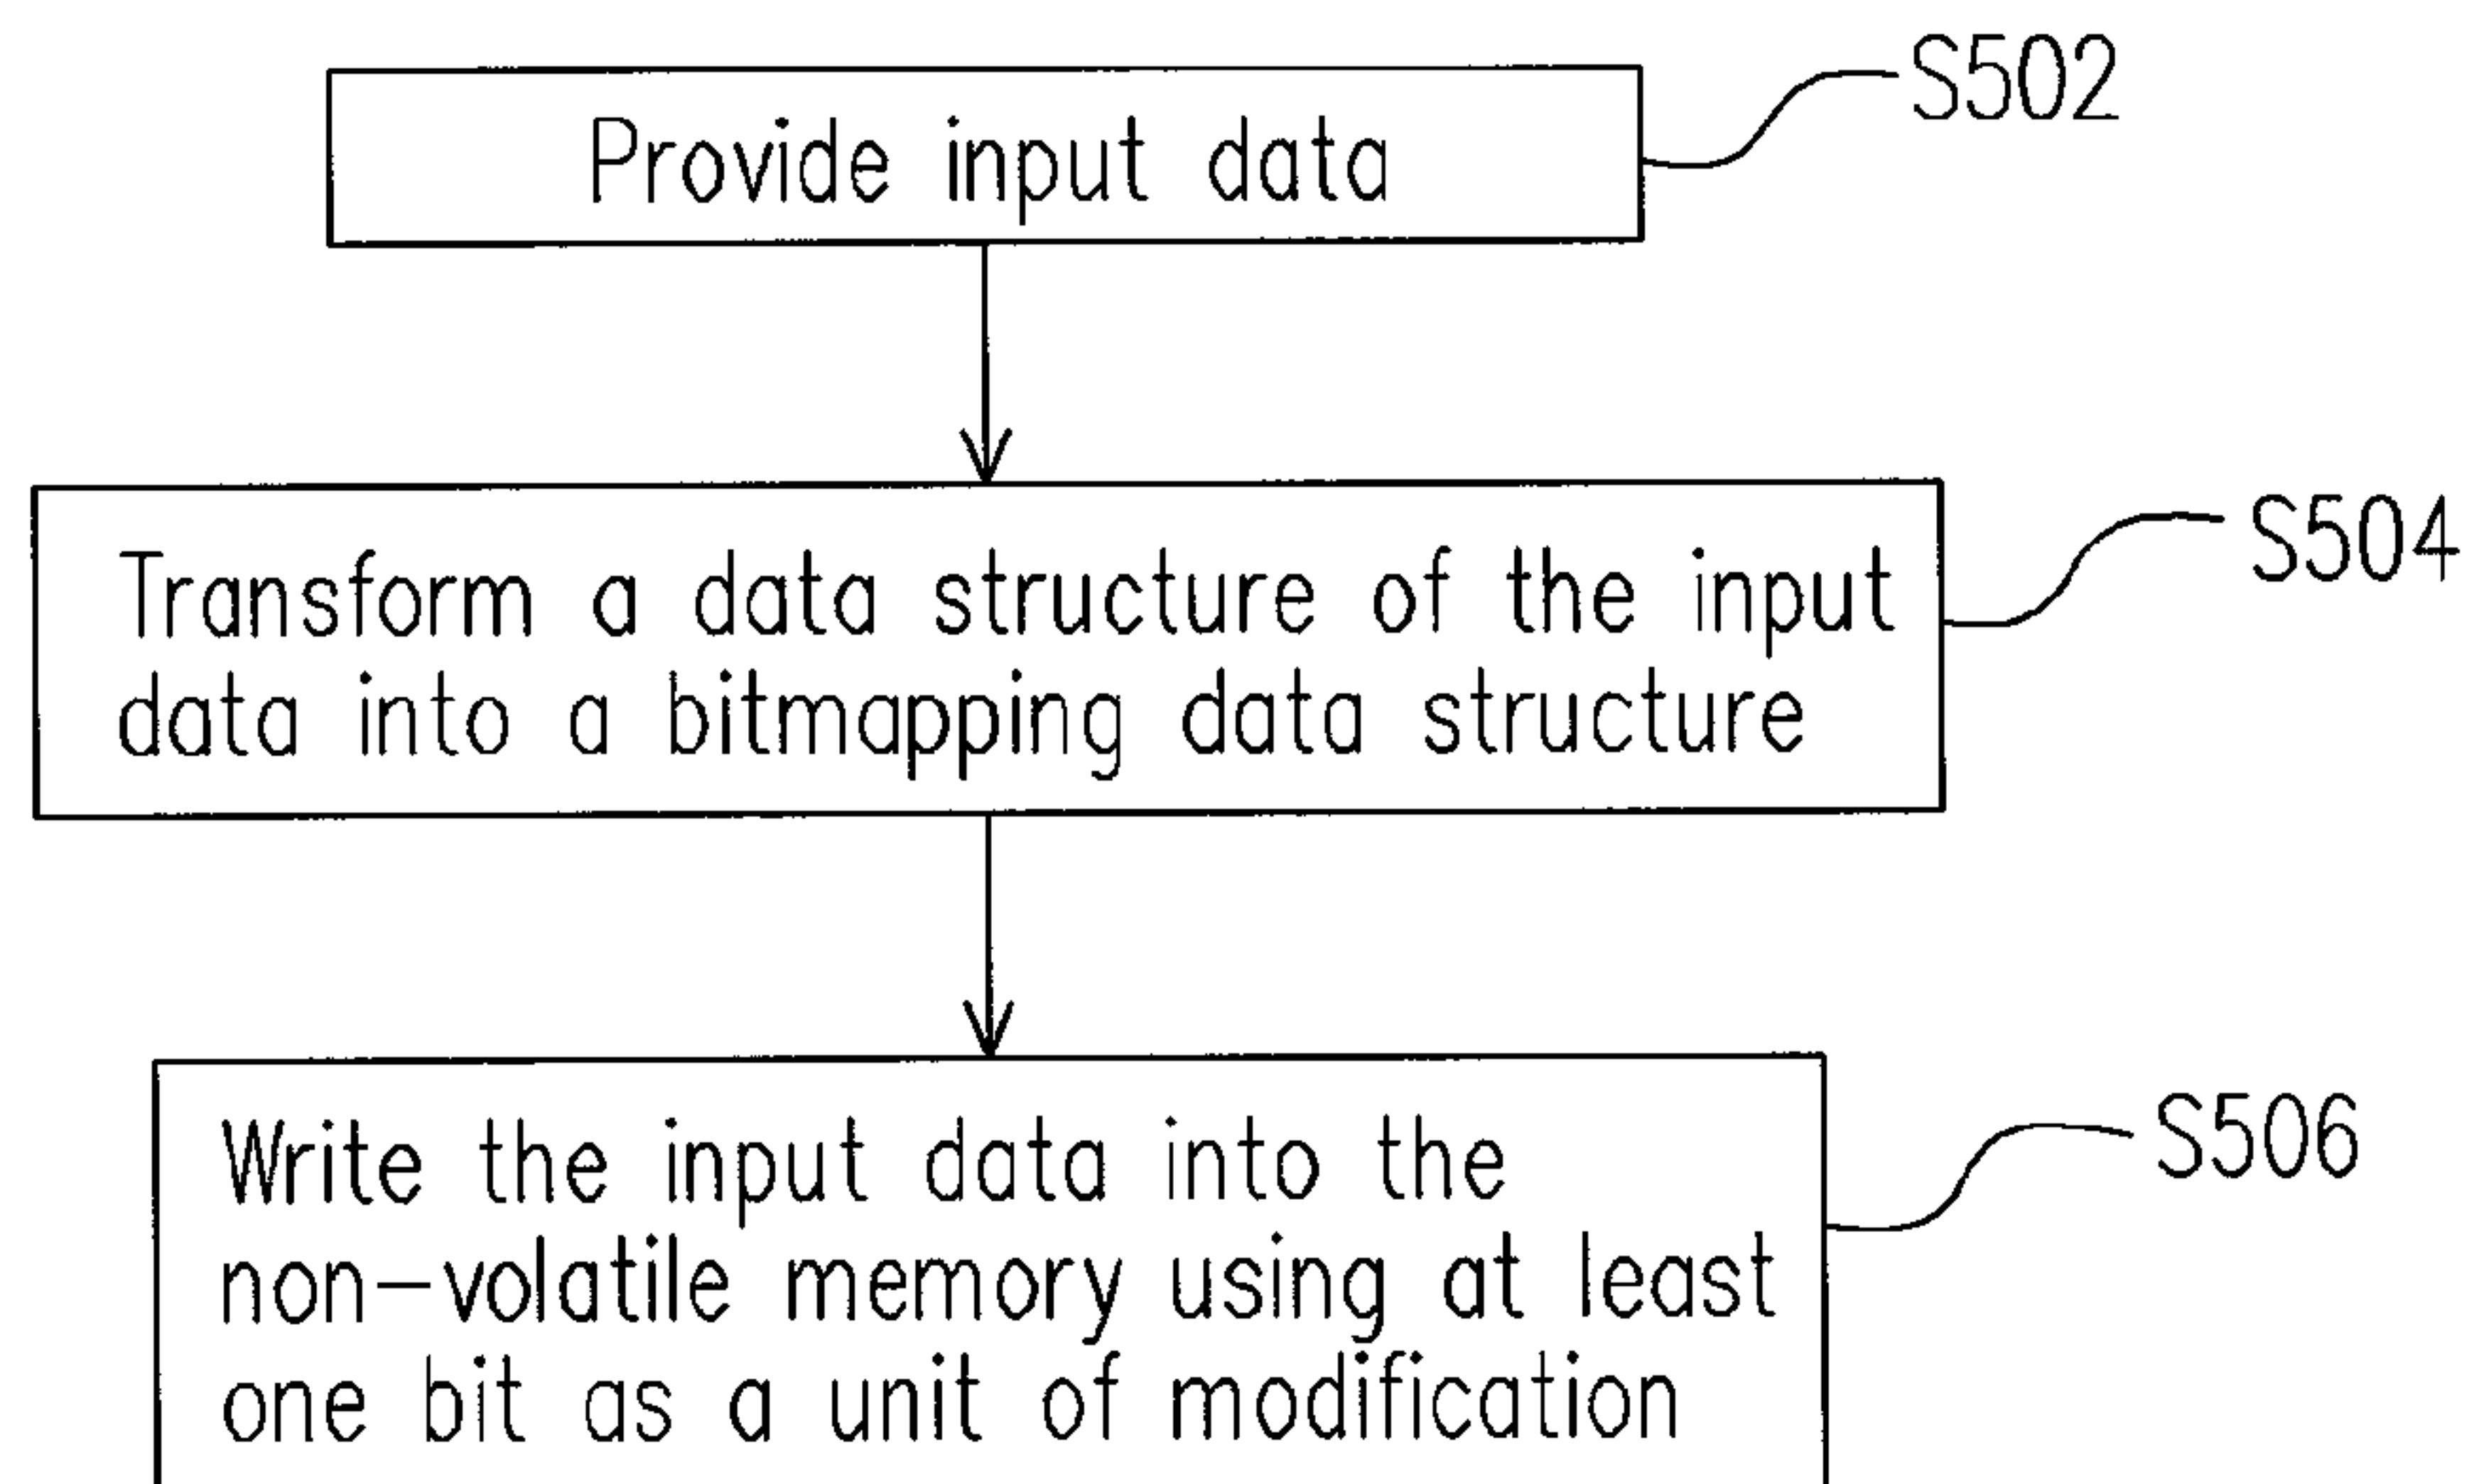 S502
Provide input data
S504
Transform a data structure of the input
data into a bitmapping data structure
S506
Write the input data into the
non-volatile memory using at least
one bit as a unit of modification